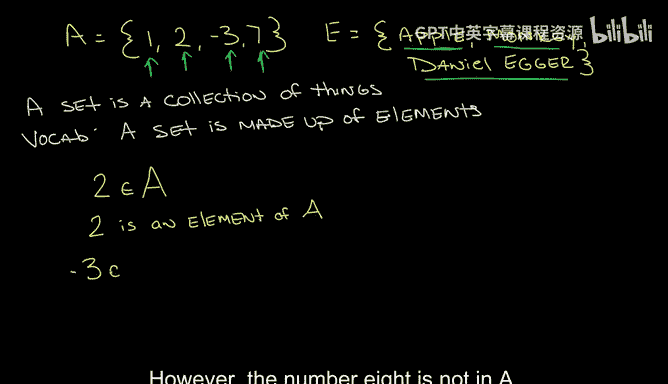 A = {1, 2, -3, 7} E = {APPLE,
GPT中英字幕课程资源 bilibili
DANIEL EGGER}
A SET IS A COLLECTION OF THINGS
VOCAB: A SET IS MADE UP OF ELEMENTS
2 ∈ A
2 is an ELEMENT of A
-3 c
However, the number eight is not in A